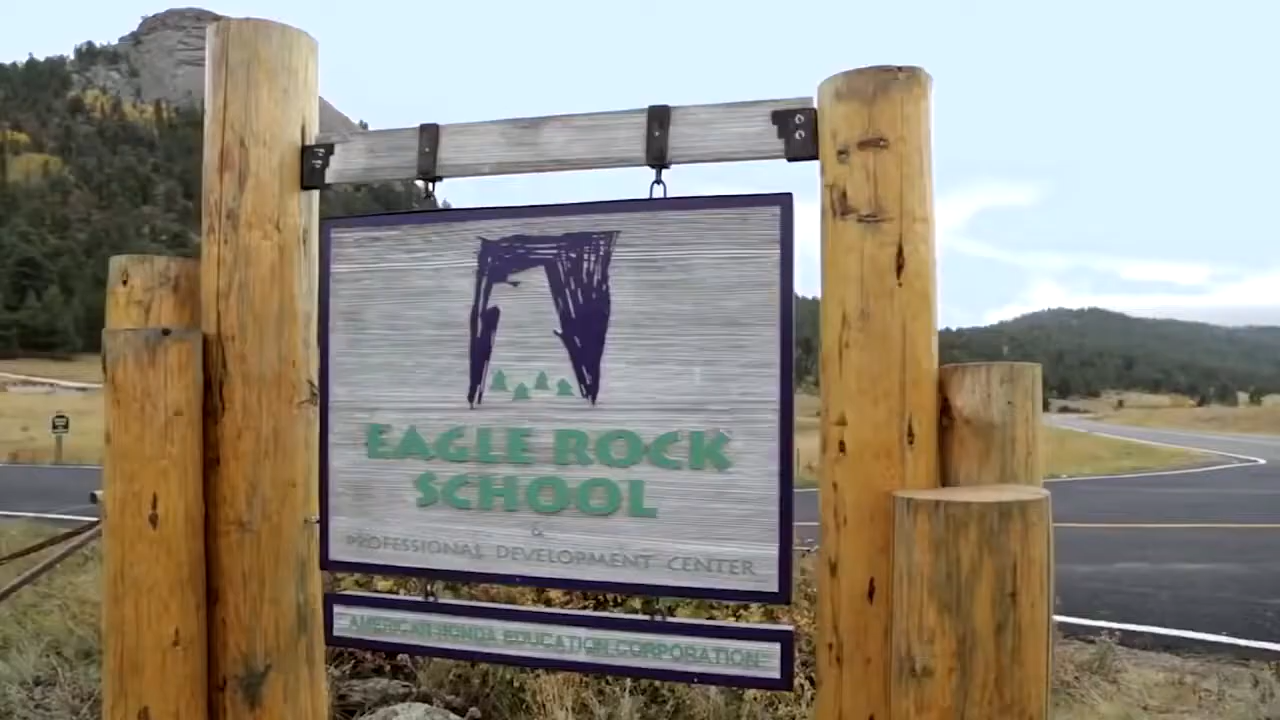 EAGLE ROCK
SCHOOL
&
PROFESSIONAL DEVELOPMENT CENTER
AMERICAN HONDA EDUCATION CORPORATION